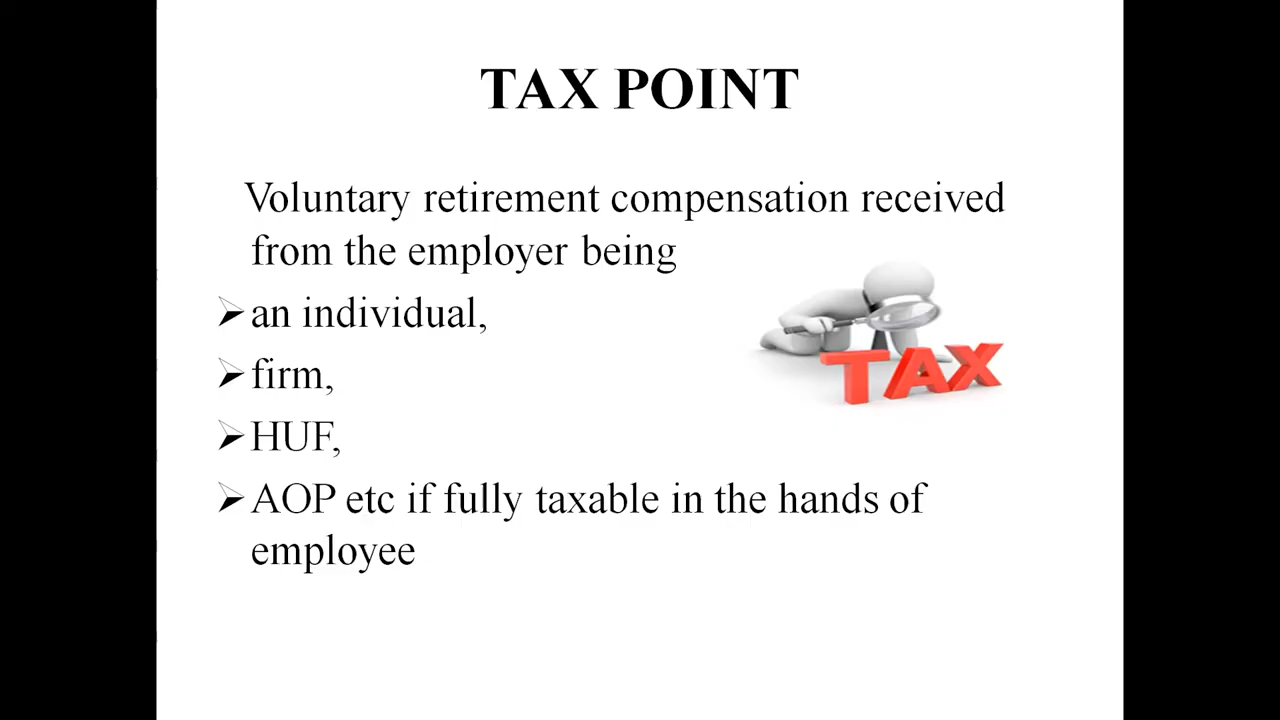 TAX POINT
Voluntary retirement compensation received
from the employer being
➢an individual,
➢firm,
➢HUF,
➢AOP etc if fully taxable in the hands of
employee
TAX